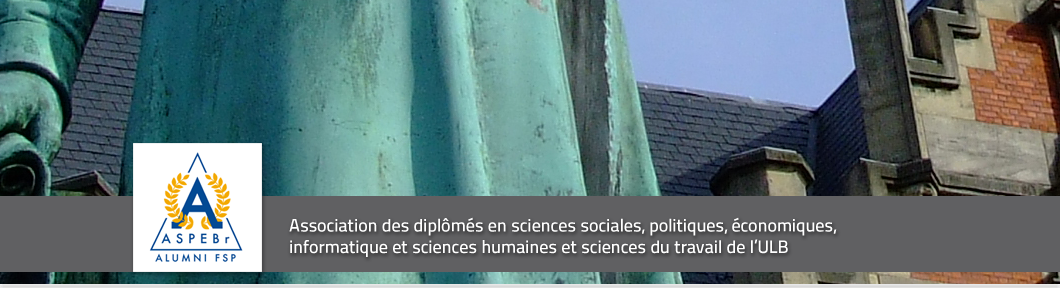 A
ASPEBr
ALUMNI FSP
Association des diplômés en sciences sociales, politiques, économiques,
informatique et sciences humaines et sciences du travail de l'ULB